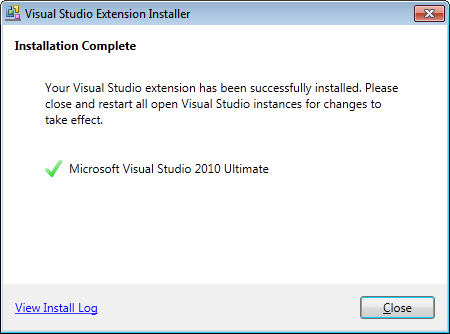 Visual Studio Extension Installer
Installation Complete
Your Visual Studio extension has been successfully installed. Please
close and restart all open Visual Studio instances for changes to
take effect.
Microsoft Visual Studio 2010 Ultimate
View Install Log
Close